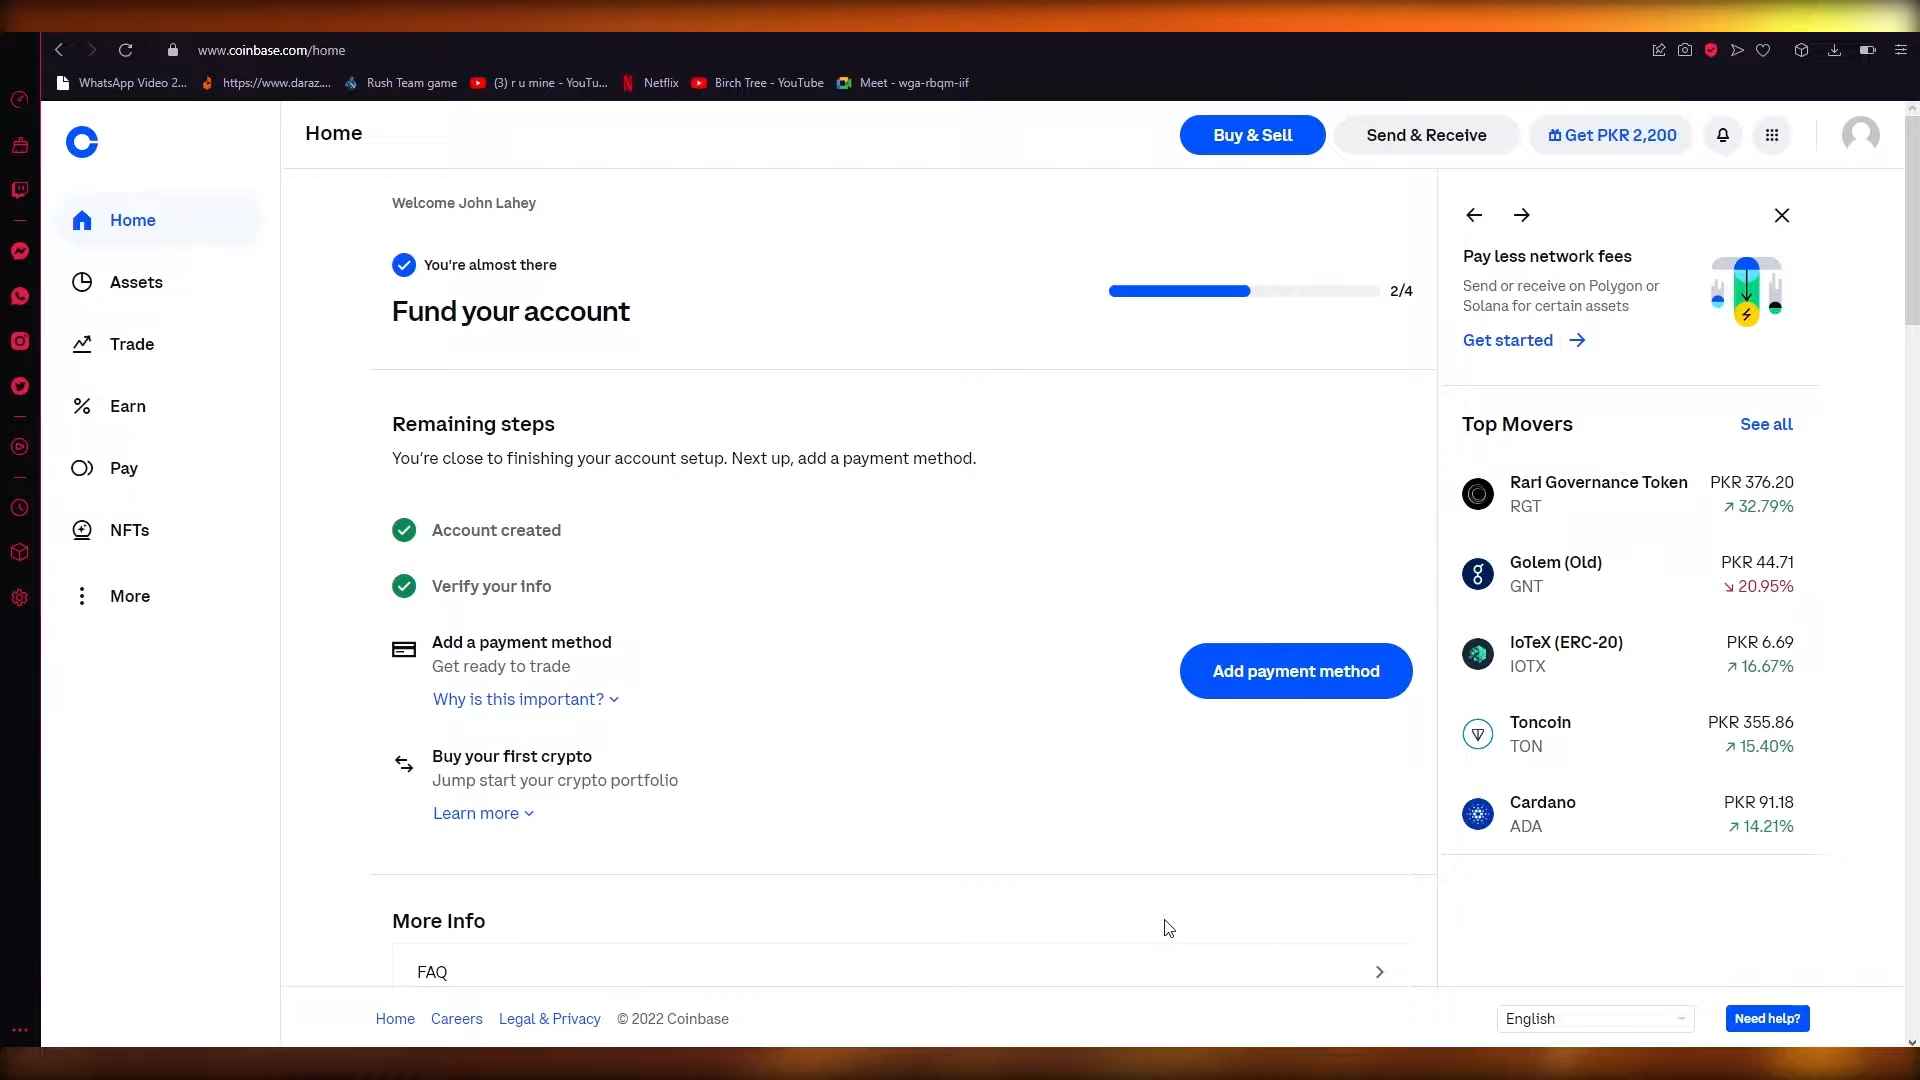 www.coinbase.com/home
WhatsApp Video 2...
https://www.daraz....
Rush Team game
(3) r u mine - YouTu...
Netflix
Birch Tree - YouTube
Meet - wga-rbqm-iif
Home
Buy & Sell
Send & Receive
Get PKR 2,200
Home
Assets
Trade
Earn
Pay
NFTs
More
Welcome John Lahey
You're almost there
Fund your account
2/4
Remaining steps
You're close to finishing your account setup. Next up, add a payment method.
Account created
Verify your info
Add a payment method
Get ready to trade
Why is this important?
Add payment method
Buy your first crypto
Jump start your crypto portfolio
Learn more
More Info
FAQ
Pay less network fees
Send or receive on Polygon or
Solana for certain assets
Get started
Top Movers
See all
Rari Governance Token PKR 376.20
RGT 32.79%
Golem (Old) PKR 44.71
GNT 20.95%
IoTeX (ERC-20) PKR 6.69
IOTX 16.67%
Toncoin PKR 355.86
TON 15.40%
Cardano PKR 91.18
ADA 14.21%
Home
Careers
Legal & Privacy
© 2022 Coinbase
English
Need help?